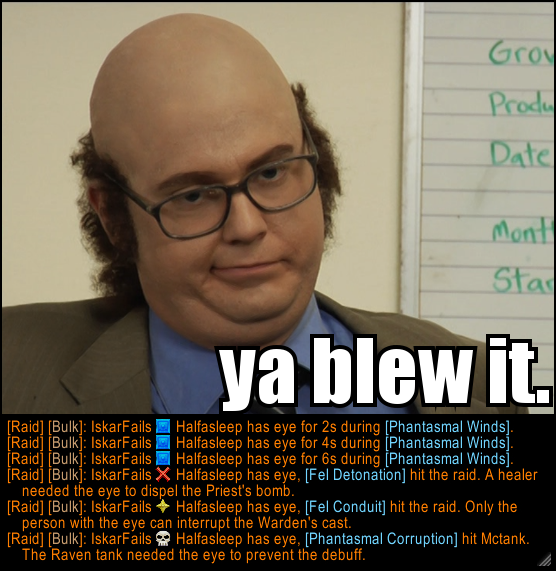 Grov
Produ
Date
Mont
Star
ya blew it.
[Raid] [Bulk]: IskarFails Halfasleep has eye for 2s during [Phantasmal Winds].
[Raid] [Bulk]: IskarFails Halfasleep has eye for 4s during [Phantasmal Winds].
[Raid] [Bulk]: IskarFails Halfasleep has eye for 6s during [Phantasmal Winds].
[Raid] [Bulk]: IskarFails Halfasleep has eye, [Fel Detonation] hit the raid. A healer
needed the eye to dispel the Priest's bomb.
[Raid] [Bulk]: IskarFails Halfasleep has eye, [Fel Conduit] hit the raid. Only the
person with the eye can interrupt the Warden's cast.
[Raid] [Bulk]: IskarFails Halfasleep has eye, [Phantasmal Corruption] hit Mctank.
The Raven tank needed the eye to prevent the debuff.